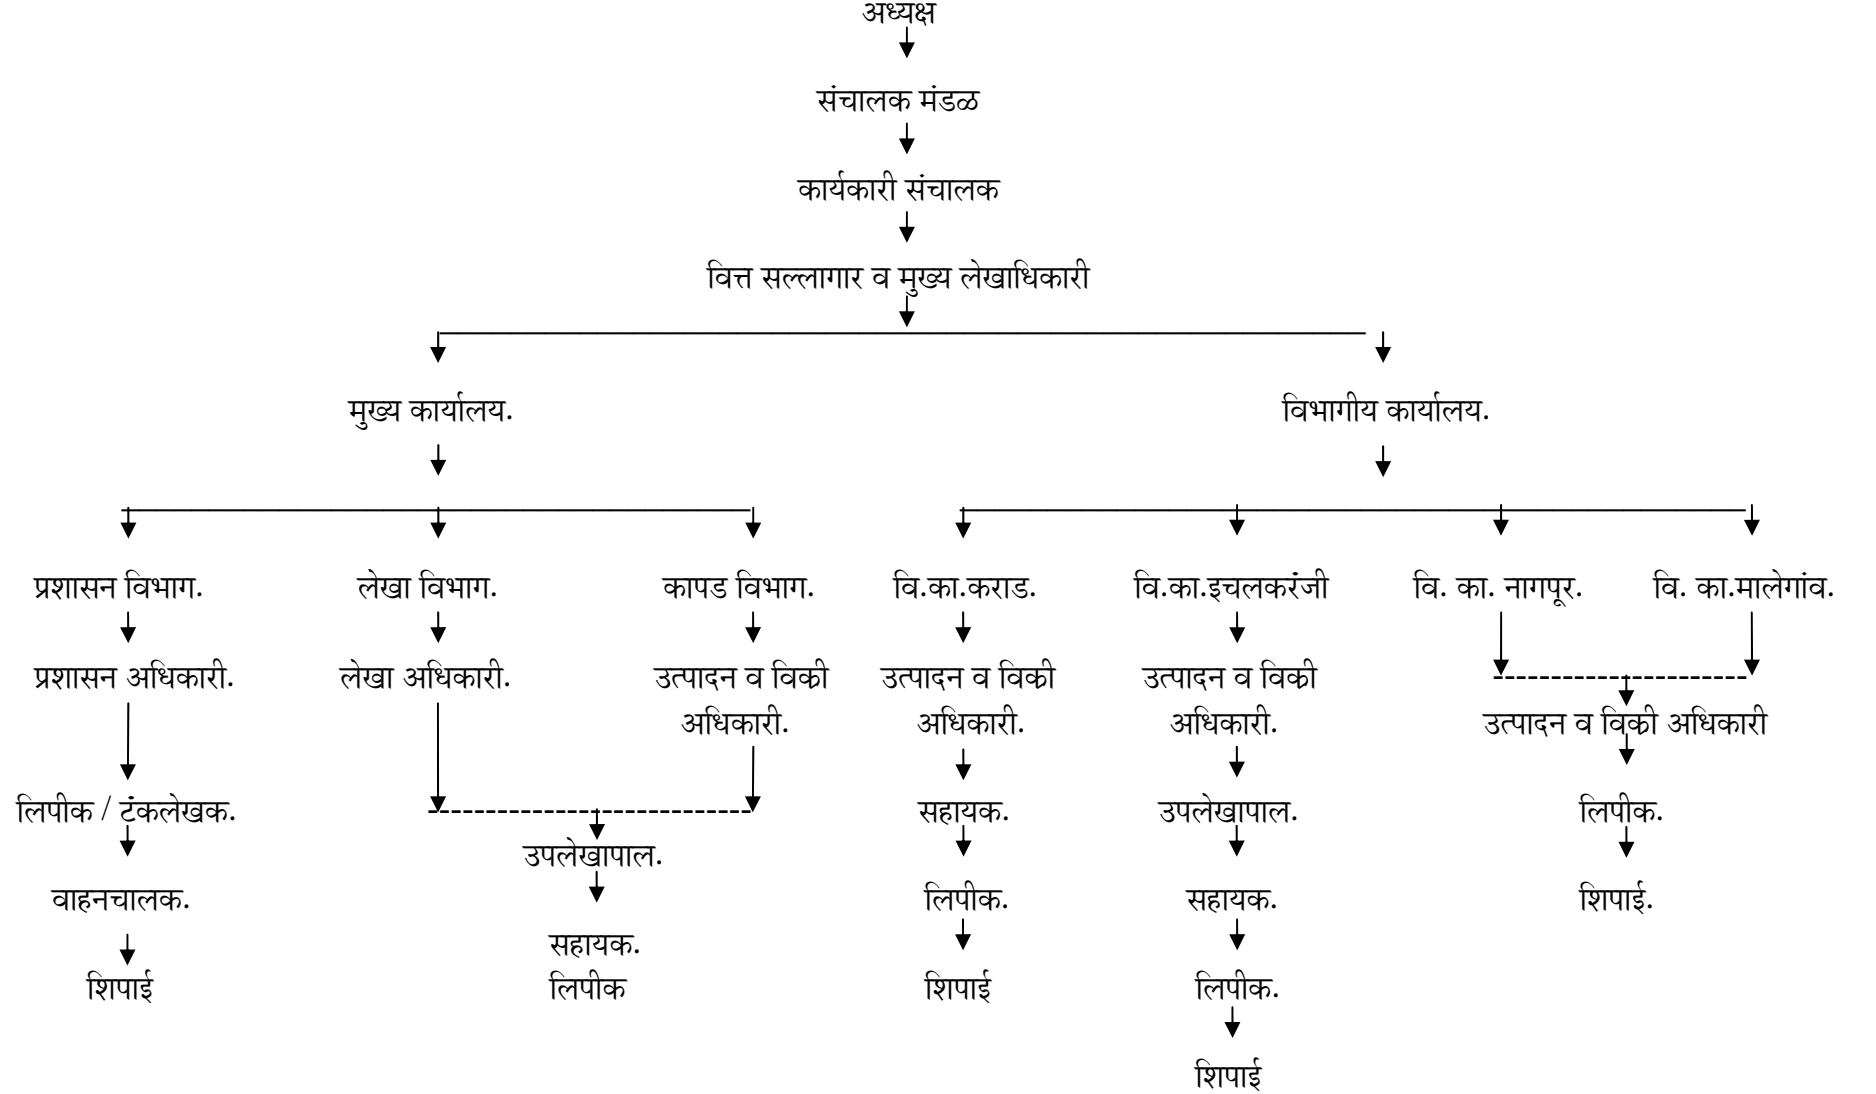 अध्यक्ष
संचालक मंडळ
कार्यकारी संचालक
वित्त सल्लागार व मुख्य लेखाधिकारी
मुख्य कार्यालय.
विभागीय कार्यालय.
प्रशासन विभाग.
लेखा विभाग.
कापड विभाग.
वि.का.कराड.
वि.का.इचलकरंजी
वि. का. नागपूर.
वि. का.मालेगांव.
प्रशासन अधिकारी.
लेखा अधिकारी.
उत्पादन व विकी
अधिकारी.
उत्पादन व विकी
अधिकारी.
उत्पादन व विकी
अधिकारी.
उत्पादन व विकी अधिकारी
लिपीक / टंकलेखक.
सहायक.
उपलेखापाल.
लिपीक.
उपलेखापाल.
वाहनचालक.
लिपीक.
सहायक.
शिपाई.
सहायक.
लिपीक
शिपाई
शिपाई
लिपीक.
शिपाई